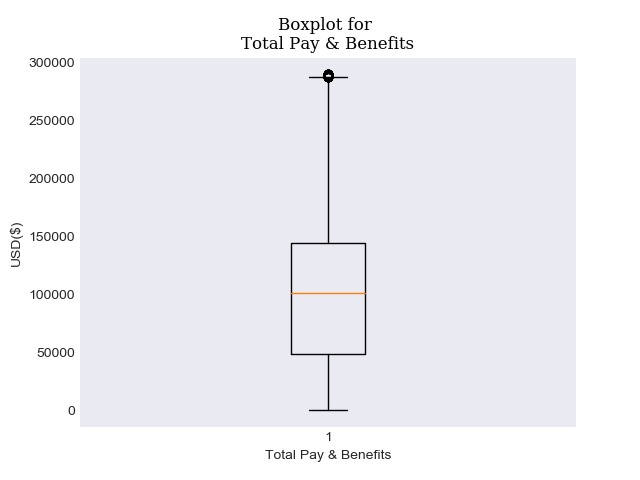 Boxplot for
Total Pay & Benefits
300000
250000
200000
150000
100000
50000
0
USD($)
1
Total Pay & Benefits